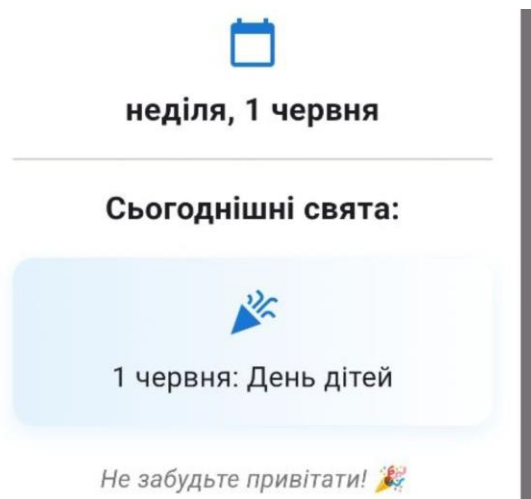 неділя, 1 червня
Сьогоднішні свята:
1 червня: День дітей
Не забудьте привітати! 🎉